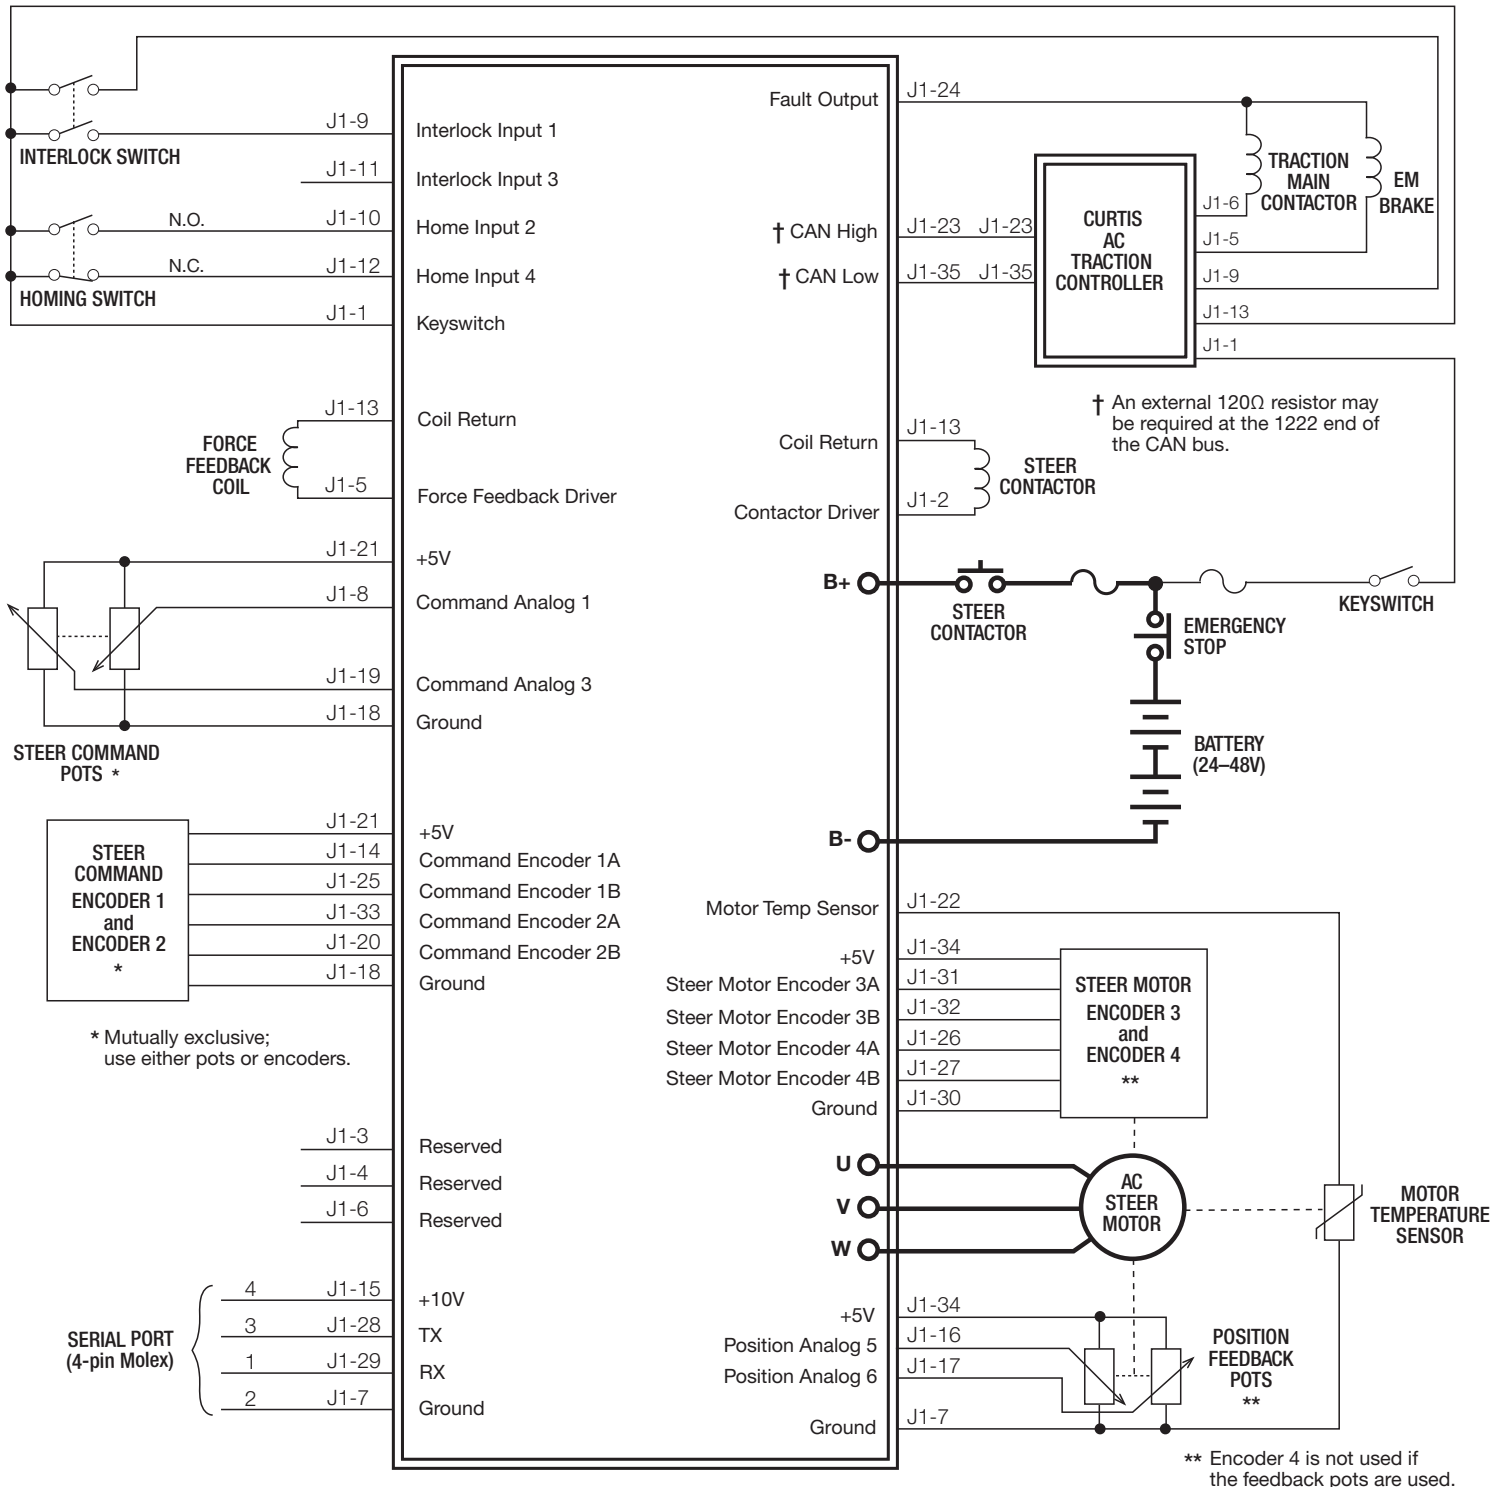 J1-9
Interlock Input 1
INTERLOCK SWITCH
J1-11
Interlock Input 3
N.O.
J1-10
Home Input 2
N.C.
J1-12
Home Input 4
HOMING SWITCH
J1-1
Keyswitch
J1-13
Coil Return
FORCE
FEEDBACK
COIL
J1-5
Force Feedback Driver
J1-21
+5V
J1-8
Command Analog 1
J1-19
Command Analog 3
J1-18
Ground
STEER COMMAND
POTS *
J1-21
+5V
J1-14
Command Encoder 1A
J1-25
Command Encoder 1B
J1-33
Command Encoder 2A
J1-20
Command Encoder 2B
J1-18
Ground
STEER
COMMAND
ENCODER 1
and
ENCODER 2
*
* Mutually exclusive;
use either pots or encoders.
J1-3
Reserved
J1-4
Reserved
J1-6
Reserved
SERIAL PORT
(4-pin Molex)
4
J1-15
+10V
3
J1-28
TX
1
J1-29
RX
2
J1-7
Ground
Fault Output
J1-24
TRACTION
MAIN
CONTACTOR
EM
BRAKE
† CAN High
J1-23
J1-23
† CAN Low
J1-35
J1-35
CURTIS
AC
TRACTION
CONTROLLER
J1-6
J1-5
J1-9
J1-13
J1-1
† An external 120Ω resistor may
be required at the 1222 end of
the CAN bus.
Coil Return
J1-13
STEER
CONTACTOR
Contactor Driver
J1-2
B+
STEER
CONTACTOR
KEYSWITCH
EMERGENCY
STOP
BATTERY
(24–48V)
B-
Motor Temp Sensor
J1-22
+5V
J1-34
Steer Motor Encoder 3A
J1-31
Steer Motor Encoder 3B
J1-32
Steer Motor Encoder 4A
J1-26
Steer Motor Encoder 4B
J1-27
Ground
J1-30
STEER MOTOR
ENCODER 3
and
ENCODER 4
**
U
V
W
AC
STEER
MOTOR
MOTOR
TEMPERATURE
SENSOR
+5V
J1-34
Position Analog 5
J1-16
Position Analog 6
J1-17
Ground
J1-7
POSITION
FEEDBACK
POTS
**
** Encoder 4 is not used if
the feedback pots are used.